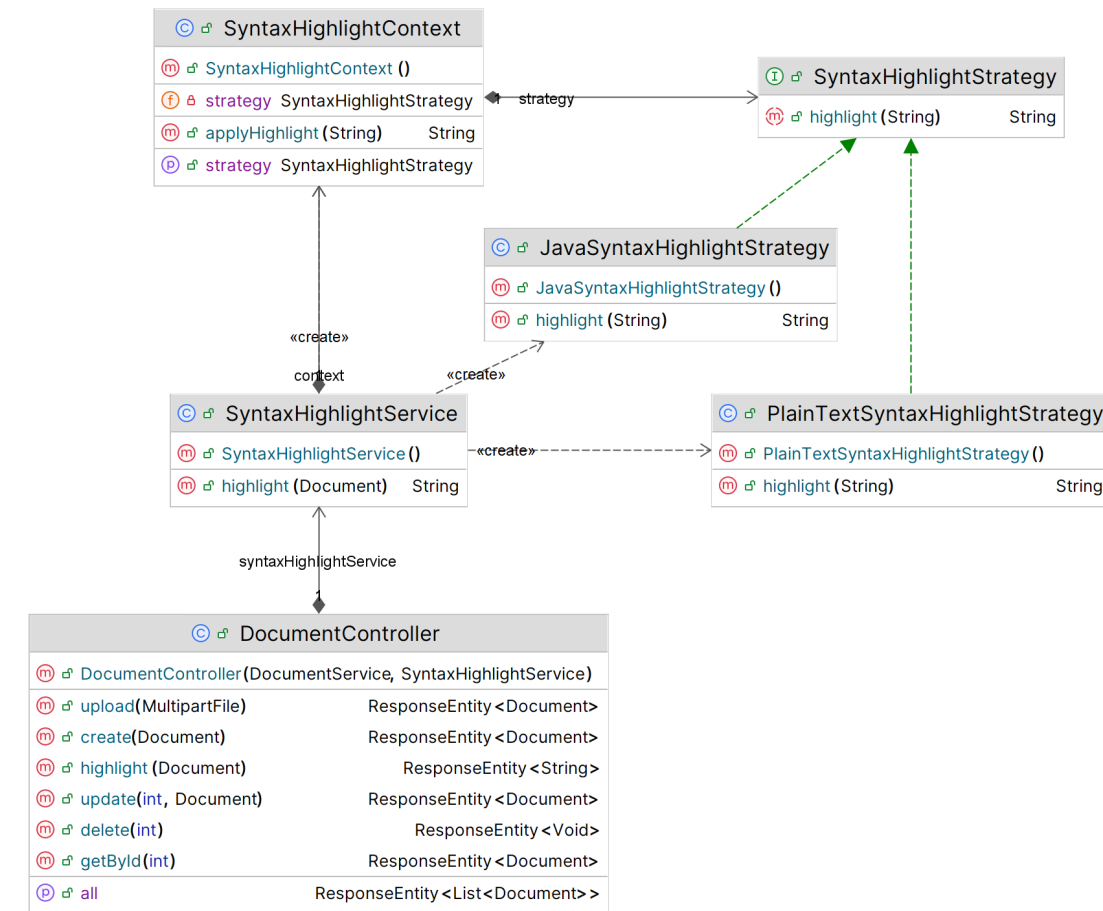 SyntaxHighlightContext
SyntaxHighlightContext ()
strategy SyntaxHighlightStrategy
applyHighlight (String) String
strategy SyntaxHighlightStrategy
1 strategy
SyntaxHighlightStrategy
highlight (String) String
JavaSyntaxHighlightStrategy
JavaSyntaxHighlightStrategy ()
highlight (String) String
«create»
context
1
«create»
SyntaxHighlightService
SyntaxHighlightService ()
highlight (Document) String
«create»
PlainTextSyntaxHighlightStrategy
PlainTextSyntaxHighlightStrategy ()
highlight (String) String
syntaxHighlightService
1
DocumentController
DocumentController(DocumentService, SyntaxHighlightService)
upload(MultipartFile) ResponseEntity<Document>
create(Document) ResponseEntity<Document>
highlight (Document) ResponseEntity<String>
update(int, Document) ResponseEntity<Document>
delete(int) ResponseEntity<Void>
getById(int) ResponseEntity<Document>
all ResponseEntity<List<Document>>